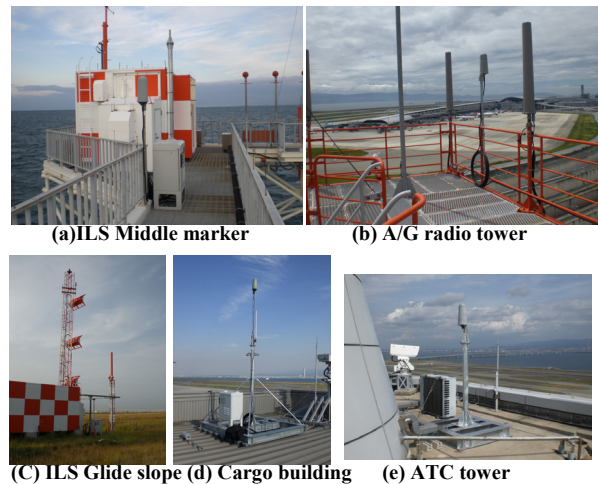 (a)ILS Middle marker
(b) A/G radio tower
(C) ILS Glide slope
(d) Cargo building
(e) ATC tower